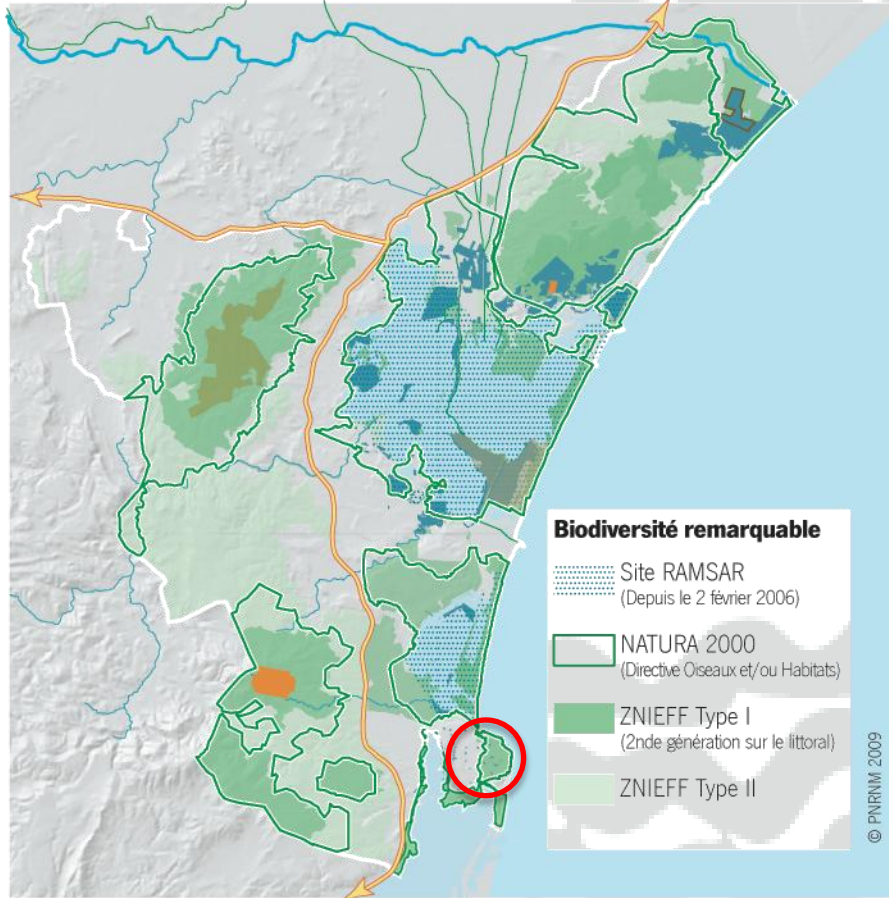 Biodiversité remarquable
Site RAMSAR
(Depuis le 2 février 2006)
NATURA 2000
(Directive Oiseaux et/ou Habitats)
ZNIEFF Type I
(2nde génération sur le littoral)
ZNIEFF Type II
© PNRNM 2009